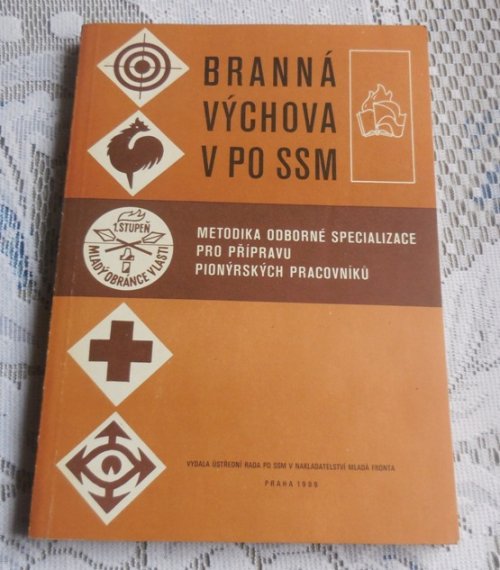 BRANNÁ
VÝCHOVA
V PO SSM
1. STUPEŇ
MLADÝ OBRÁNCE VLASTI
METODIKA ODBORNÉ SPECIALIZACE
PRO PŘÍPRAVU
PIONÝRSKÝCH PRACOVNÍKŮ
VYDALA ÚSTŘEDNÍ RADA PO SSM V NAKLADATELSTVÍ MLADÁ FRONTA
PRAHA